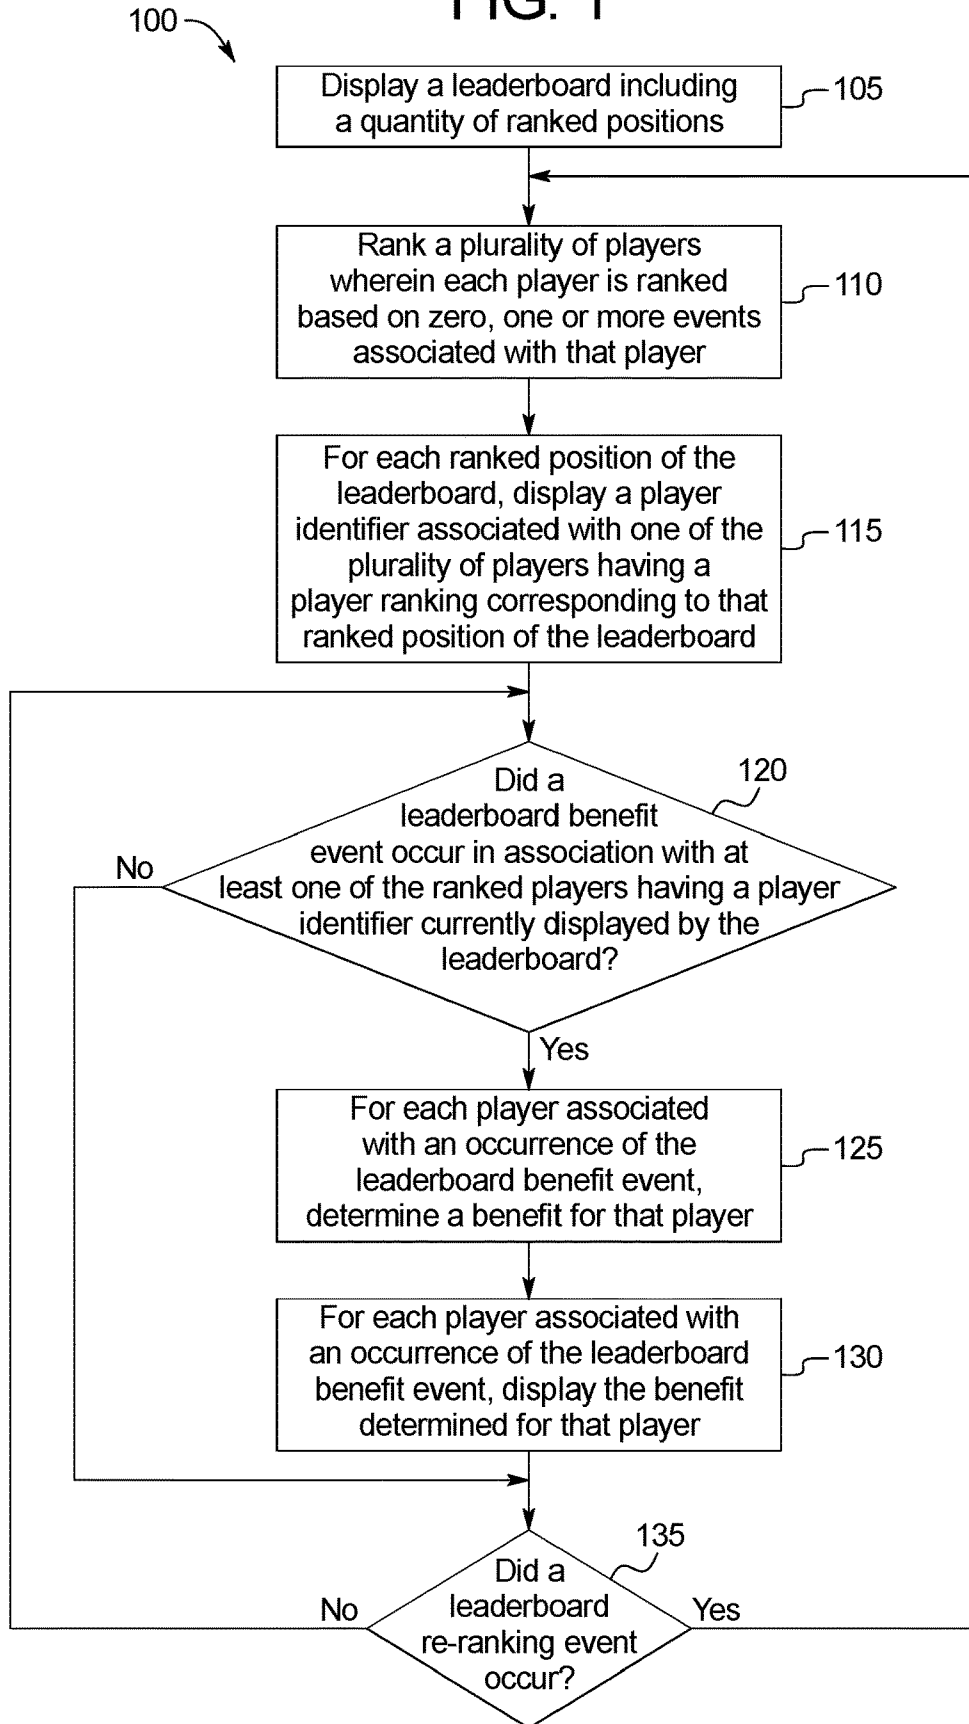 FIG. 1
100
Display a leaderboard including
a quantity of ranked positions
105
Rank a plurality of players
wherein each player is ranked
based on zero, one or more events
associated with that player
110
For each ranked position of the
leaderboard, display a player
identifier associated with one of the
plurality of players having a
player ranking corresponding to that
ranked position of the leaderboard
115
Did a
leaderboard benefit
event occur in association with at
least one of the ranked players having a player
identifier currently displayed by the
leaderboard?
120
No
Yes
For each player associated
with an occurrence of the
leaderboard benefit event,
determine a benefit for that player
125
For each player associated with
an occurrence of the leaderboard
benefit event, display the benefit
determined for that player
130
Did a
leaderboard
re-ranking event
occur?
135
No
Yes